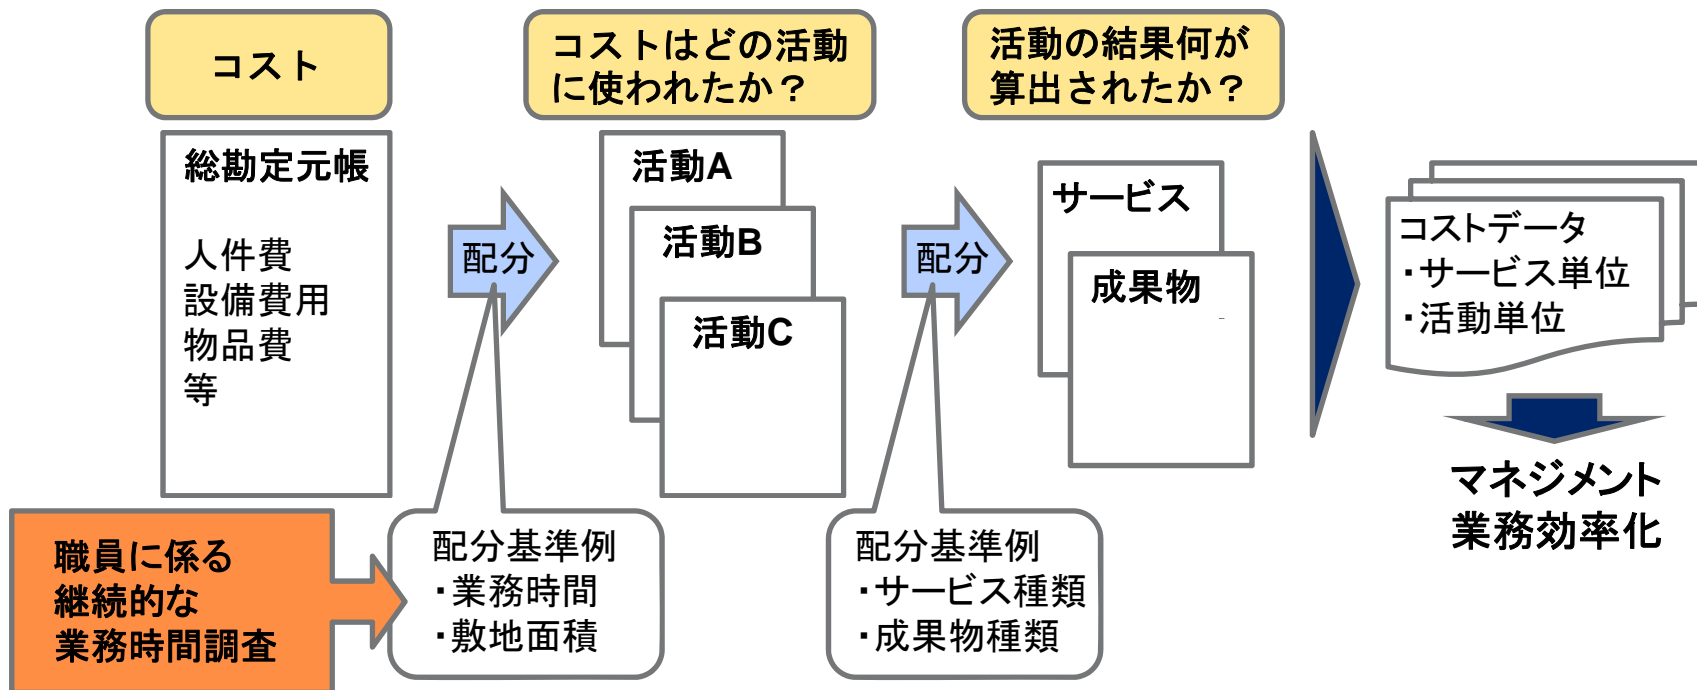 コスト
コストはどの活動
に使われたか？
活動の結果何が
算出されたか？
総勘定元帳
人件費
設備費用
物品費
等
配分
活動A
活動B
活動C
配分
サービス
成果物
コストデータ
・サービス単位
・活動単位
マネジメント
業務効率化
職員に係る
継続的な
業務時間調査
配分基準例
・業務時間
・敷地面積
配分基準例
・サービス種類
・成果物種類